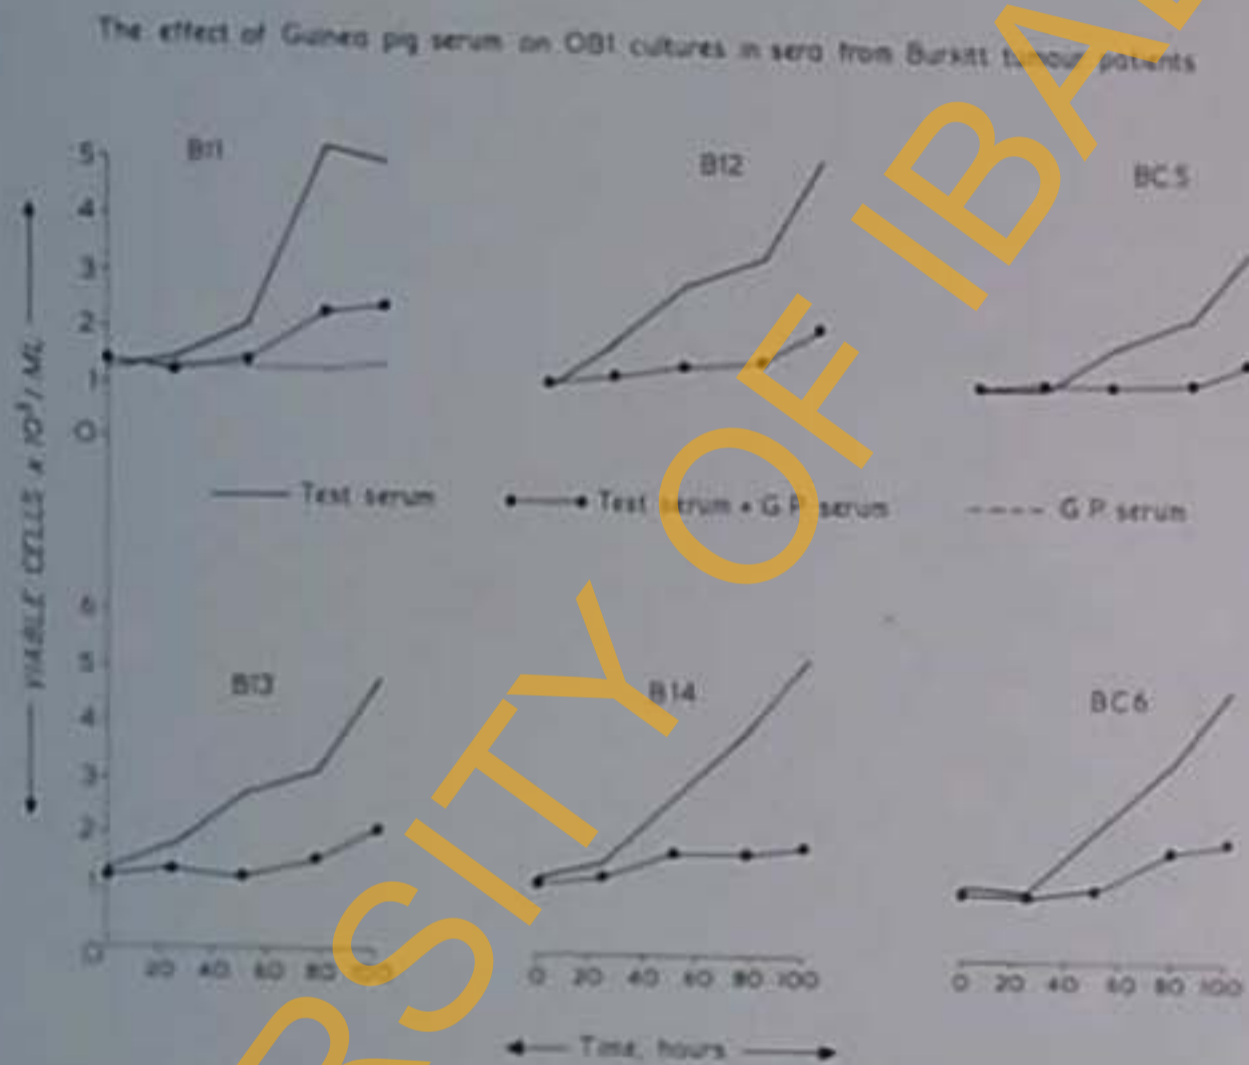 The effect of Guinea pig serum on OB1 cultures in sera from Burkitt tumour patients
B11
B12
BC5
5
4
3
2
1
0
VIABLE CELLS x 10⁵/ML
Test serum
Test serum + G.P. serum
G.P. serum
B13
B14
BC6
6
5
4
3
2
1
0
20 40 60 80 100
0 20 40 60 80 100
0 20 40 60 80 100
Time, hours
RSITY OF IBA